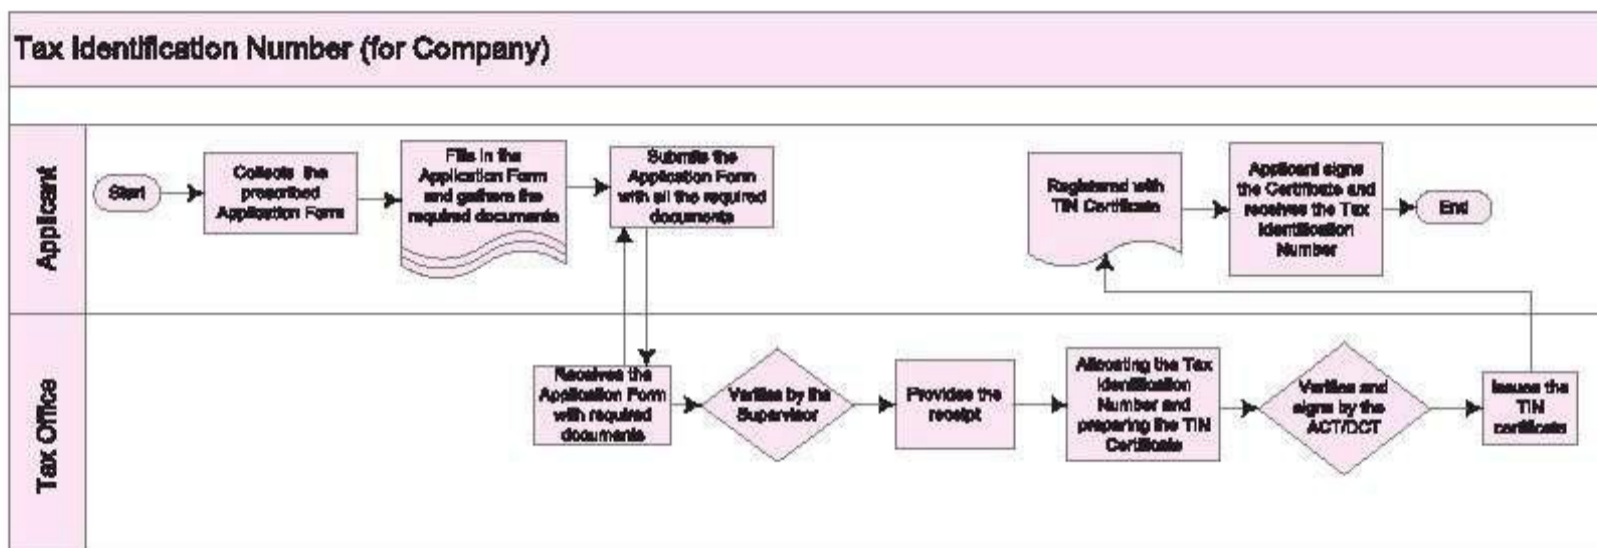 Tax Identification Number (for Company)
Applicant
Start
Collects the
prescribed
Application Form
Fills in the
Application Form
and gathers the
required documents
Submits the
Application Form
with all the required
documents
Registered with
TIN Certificate
Applicant signs
the Certificate and
receives the Tax
Identification
Number
End
Tax Office
Receives the
Application Form
with required
documents
Verifies by the
Supervisor
Provides the
receipt
Allocating the Tax
Identification
Number and
preparing the TIN
Certificate
Verifies and
signs by the
ACT/DCT
Issues the
TIN
certificate